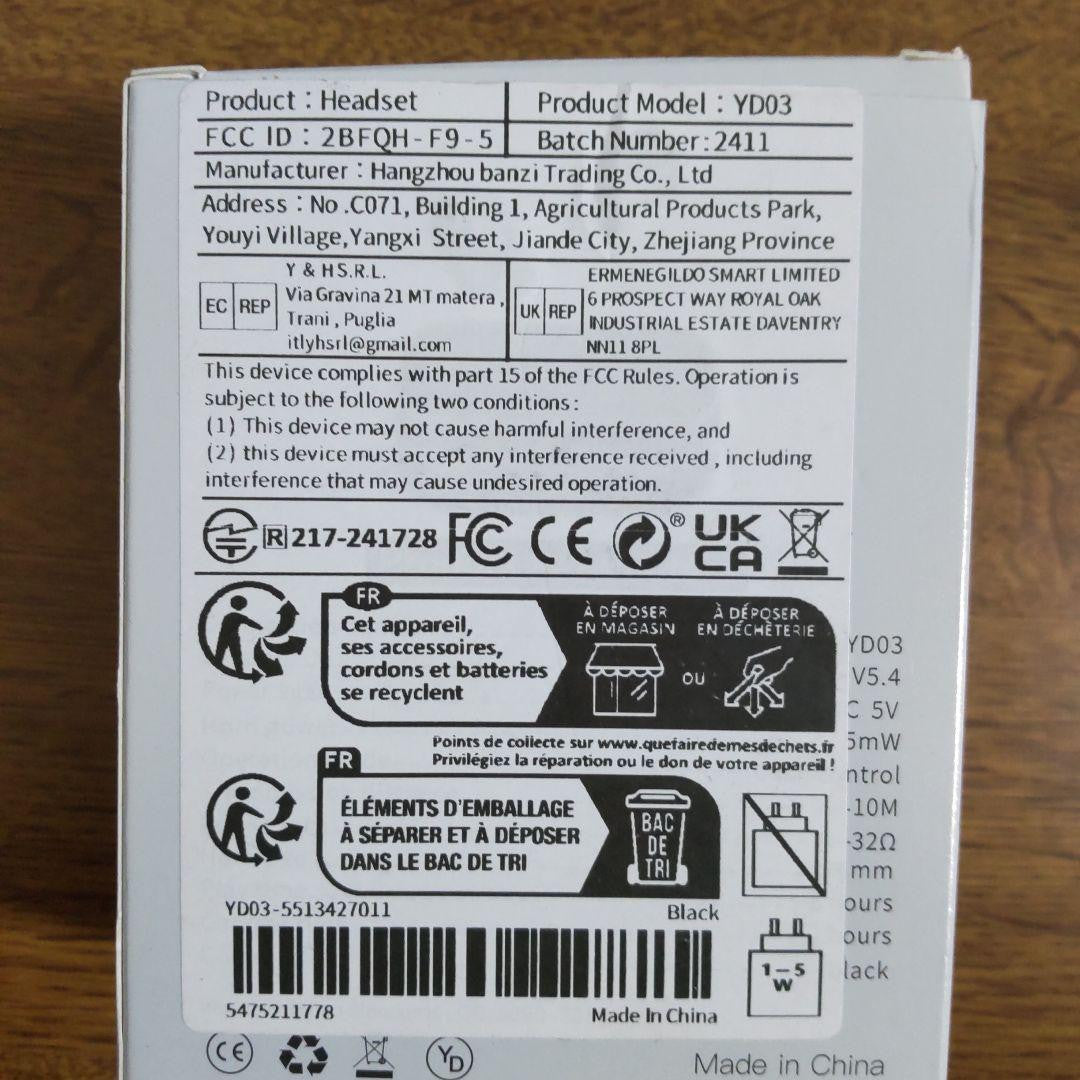 Product : Headset
Product Model : YD03
FCC ID : 2BFQH - F9 - 5
Batch Number : 2411
Manufacturer : Hangzhou banzi Trading Co., Ltd
Address : No .C071, Building 1, Agricultural Products Park,
Youyi Village,Yangxi Street, Jiande City, Zhejiang Province
EC REP
Y & H S.R.L.
Via Gravina 21 MT matera ,
Trani , Puglia
itlyhsrl@gmail.com
UK REP
ERMENEGILDO SMART LIMITED
6 PROSPECT WAY ROYAL OAK
INDUSTRIAL ESTATE DAVENTRY
NN11 8PL
This device complies with part 15 of the FCC Rules. Operation is
subject to the following two conditions :
(1) This device may not cause harmful interference, and
(2) this device must accept any interference received , including
interference that may cause undesired operation.
R 217-241728 FC CE ® UK
CA
FR
Cet appareil,
ses accessoires,
cordons et batteries
se recyclent
À DÉPOSER
EN MAGASIN
OU
À DÉPOSER
EN DÉCHÈTERIE
Points de collecte sur www.quefairedemesdechets.fr
Privilégiez la réparation ou le don de votre appareil !
FR
ÉLÉMENTS D'EMBALLAGE
À SÉPARER ET À DÉPOSER
DANS LE BAC DE TRI
BAC
DE
TRI
YD03-5513427011
Black
5475211778
Made In China
1 – 5
W
YD03
V5.4
C 5V
5mW
ntrol
-10M
-32Ω
mm
ours
ours
lack
CE
YD
Made in China